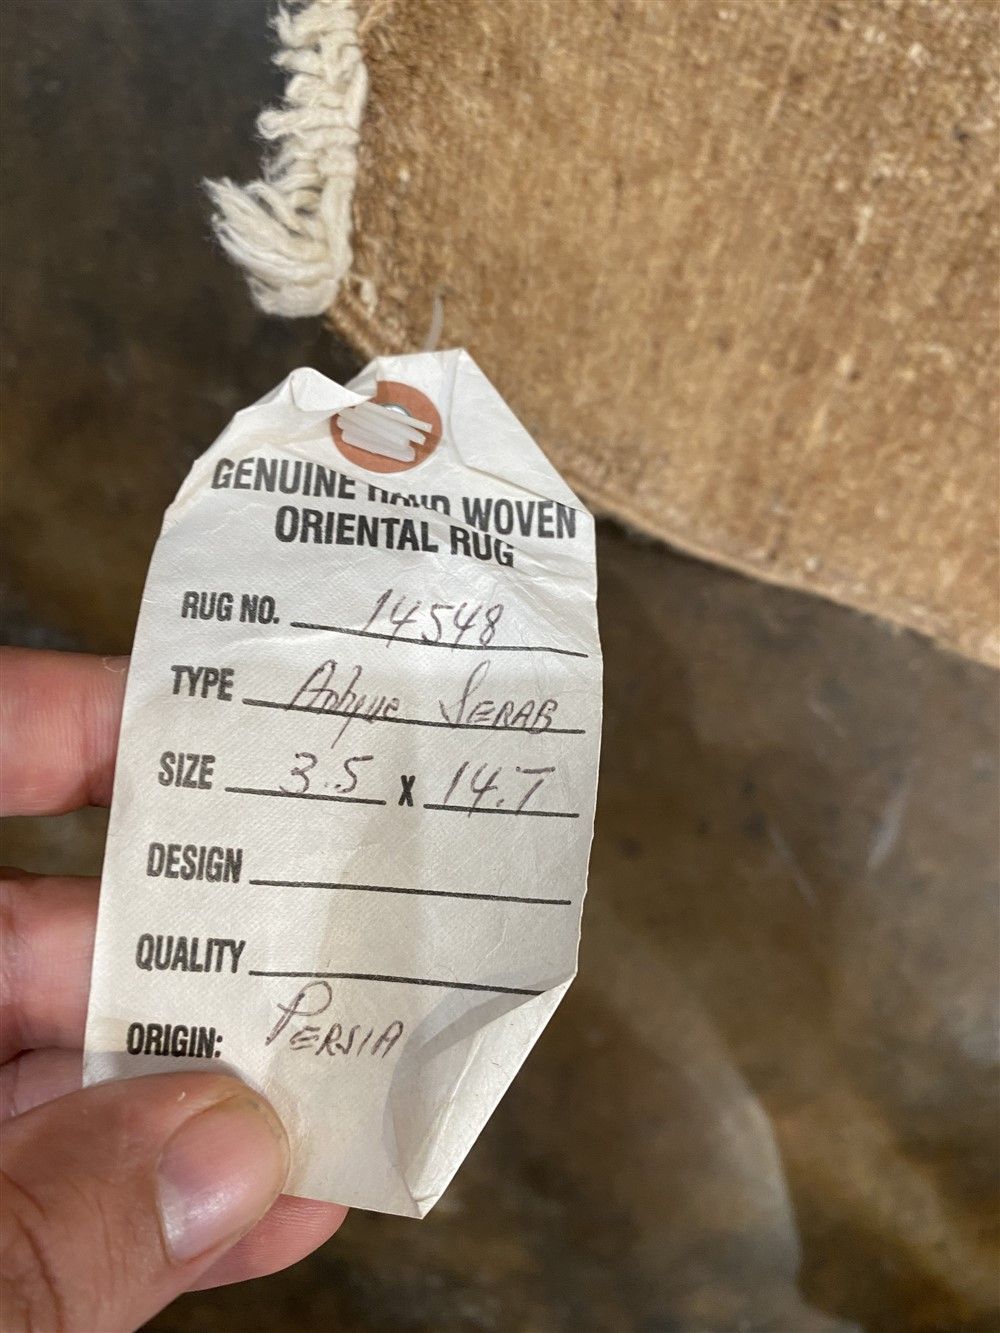 GENUINE HAND WOVEN
ORIENTAL RUG
RUG NO. 14548
TYPE Antique SERAB
SIZE 3.5 x 14.7
DESIGN
QUALITY
ORIGIN: PERSIA